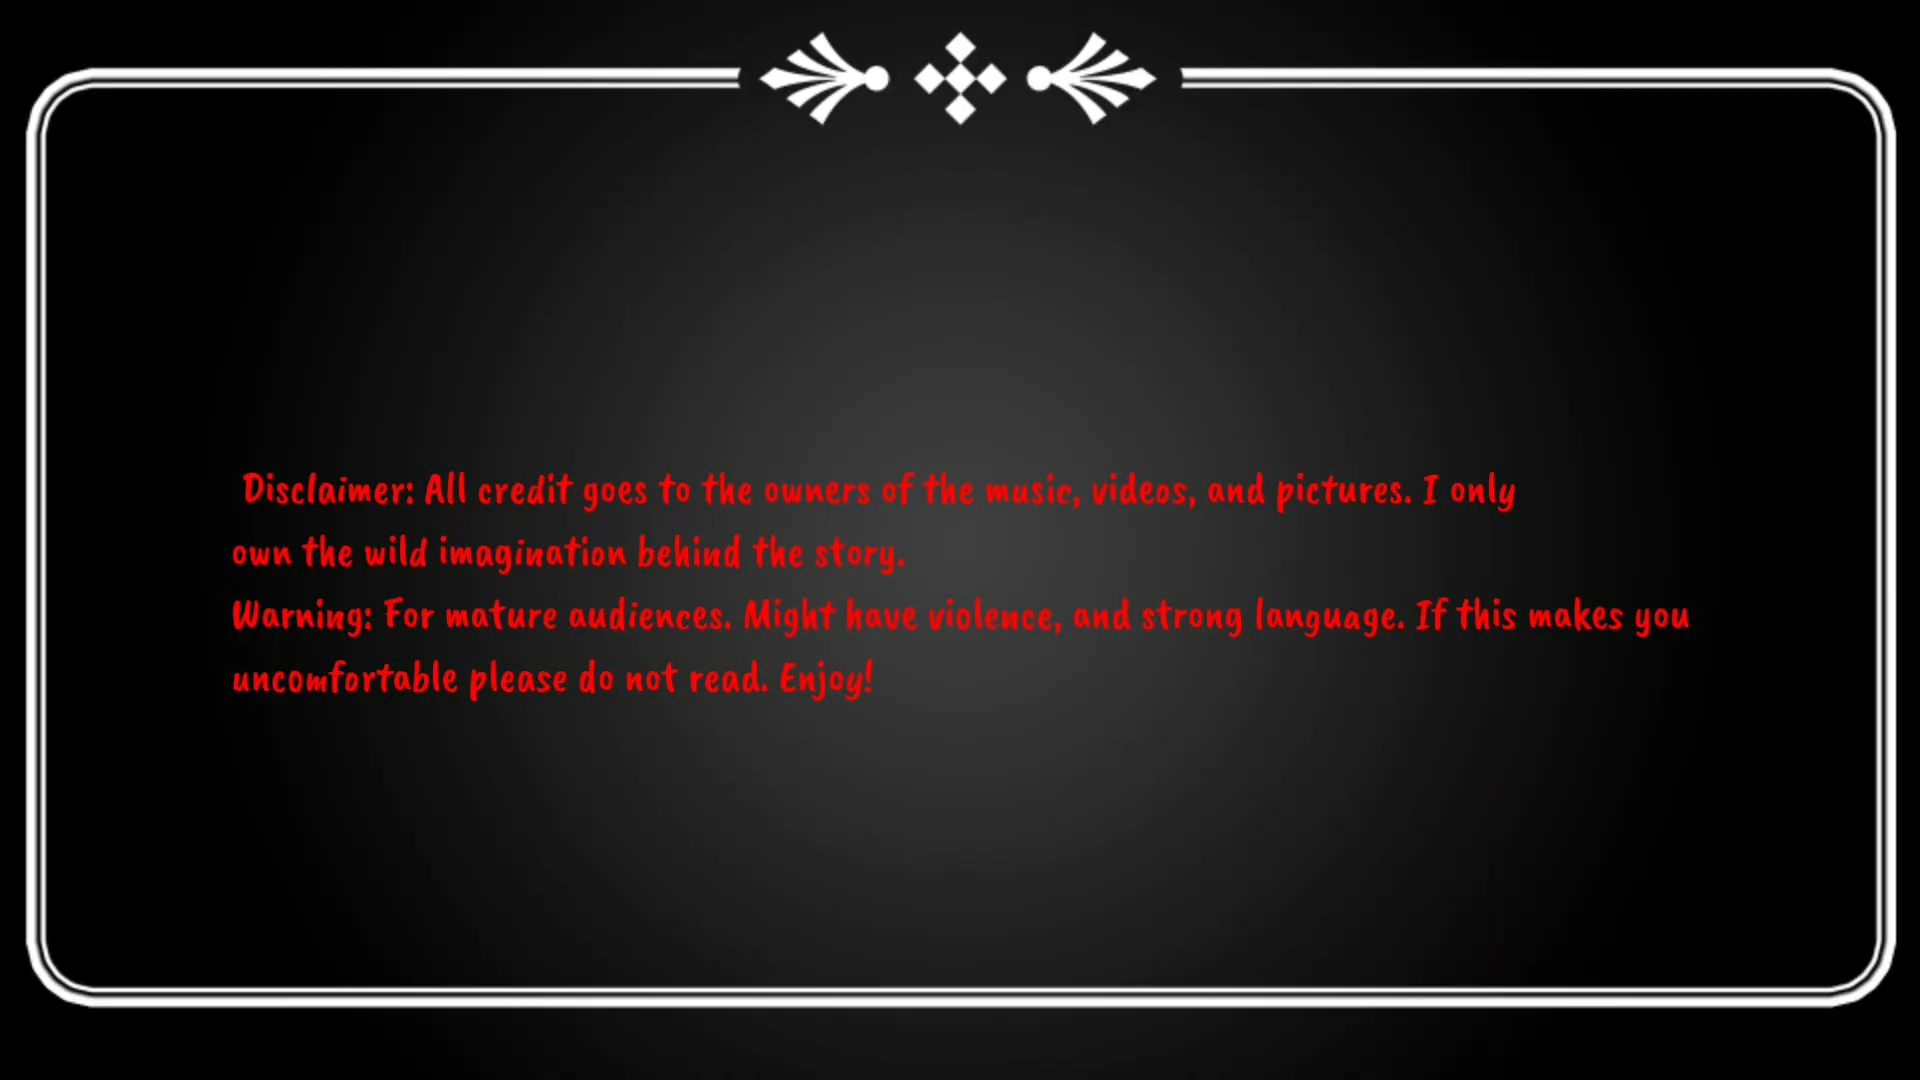 Disclaimer: All credit goes to the owners of the music, videos, and pictures. I only
own the wild imagination behind the story.
Warning: For mature audiences. Might have violence, and strong language. If this makes you
uncomfortable please do not read. Enjoy!